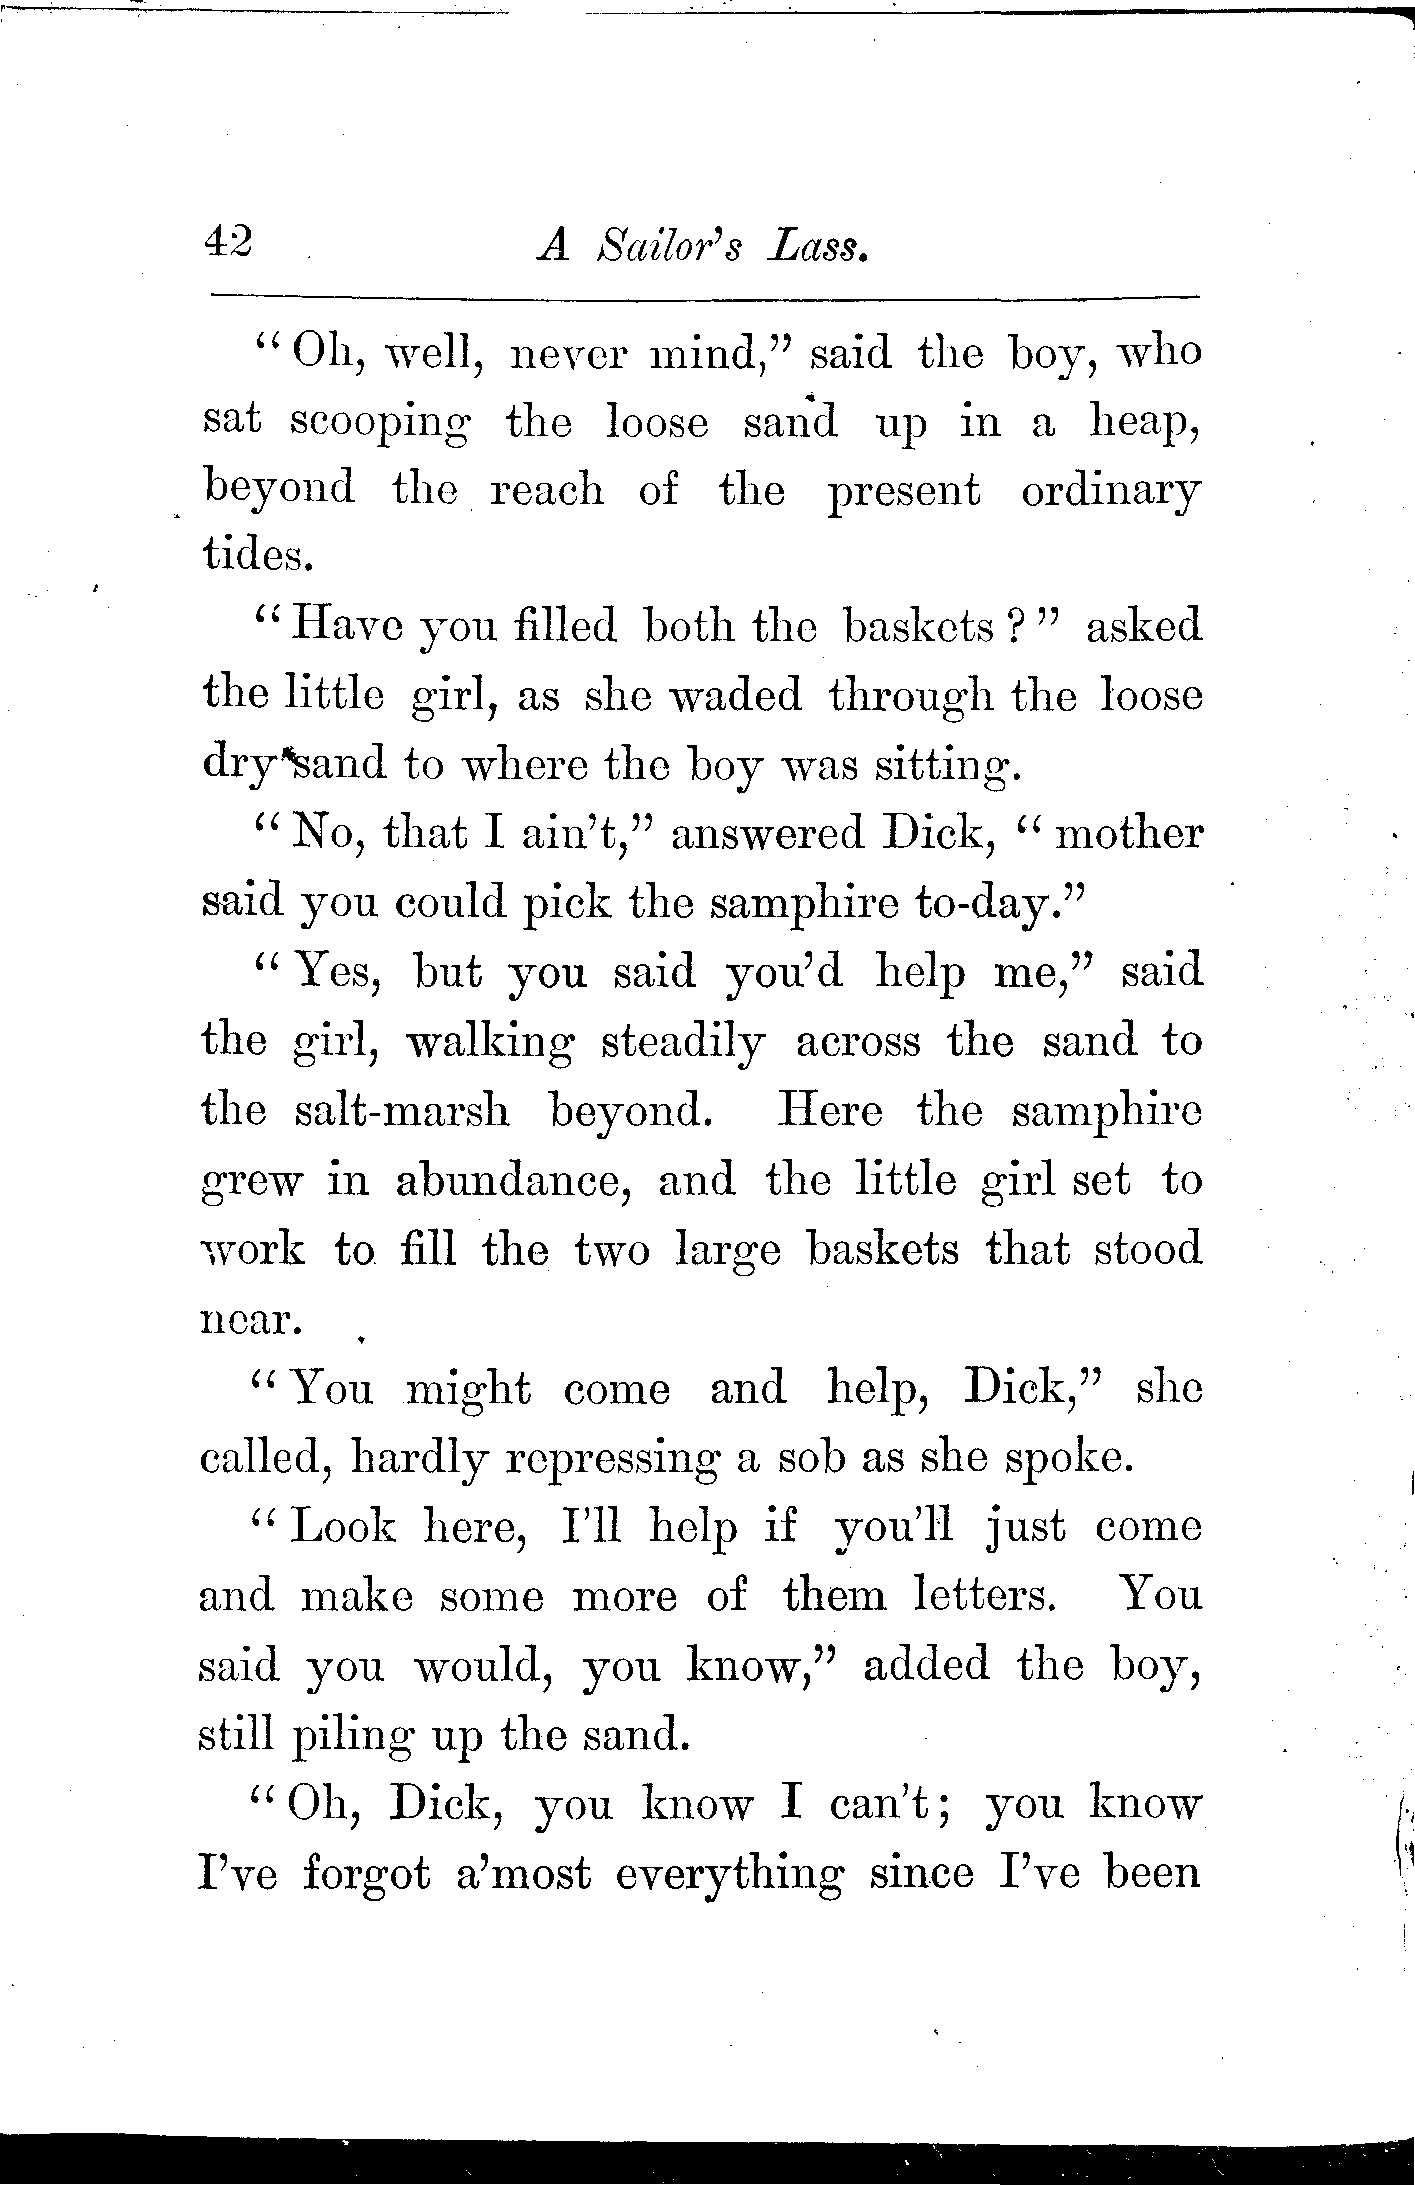 42 A Sailor's Lass.
"Oh, well, never mind," said the boy, who
sat scooping the loose sand up in a heap,
beyond the reach of the present ordinary
tides.
"Have you filled both the baskets?" asked
the little girl, as she waded through the loose
dry sand to where the boy was sitting.
"No, that I ain't," answered Dick, "mother
said you could pick the samphire to-day."
"Yes, but you said you'd help me," said
the girl, walking steadily across the sand to
the salt-marsh beyond. Here the samphire
grew in abundance, and the little girl set to
work to fill the two large baskets that stood
near.
"You might come and help, Dick," she
called, hardly repressing a sob as she spoke.
"Look here, I'll help if you'll just come
and make some more of them letters. You
said you would, you know," added the boy,
still piling up the sand.
"Oh, Dick, you know I can't; you know
I've forgot a'most everything since I've been